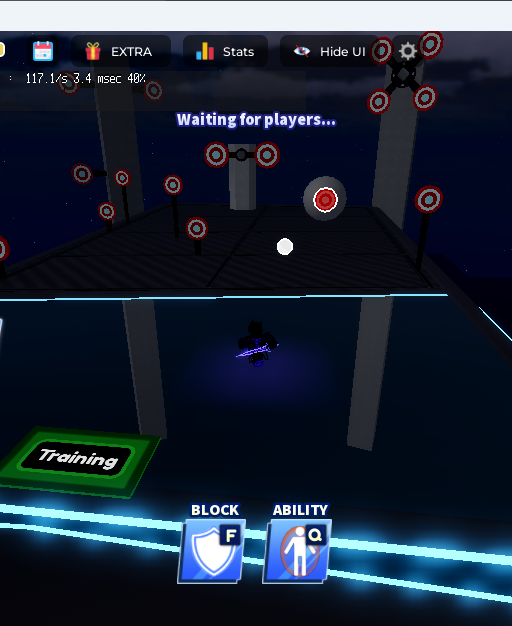 EXTRA
Stats
Hide UI
: 117.1/s 3.4 msec 40%
Waiting for players...
Training
BLOCK
ABILITY
F
Q